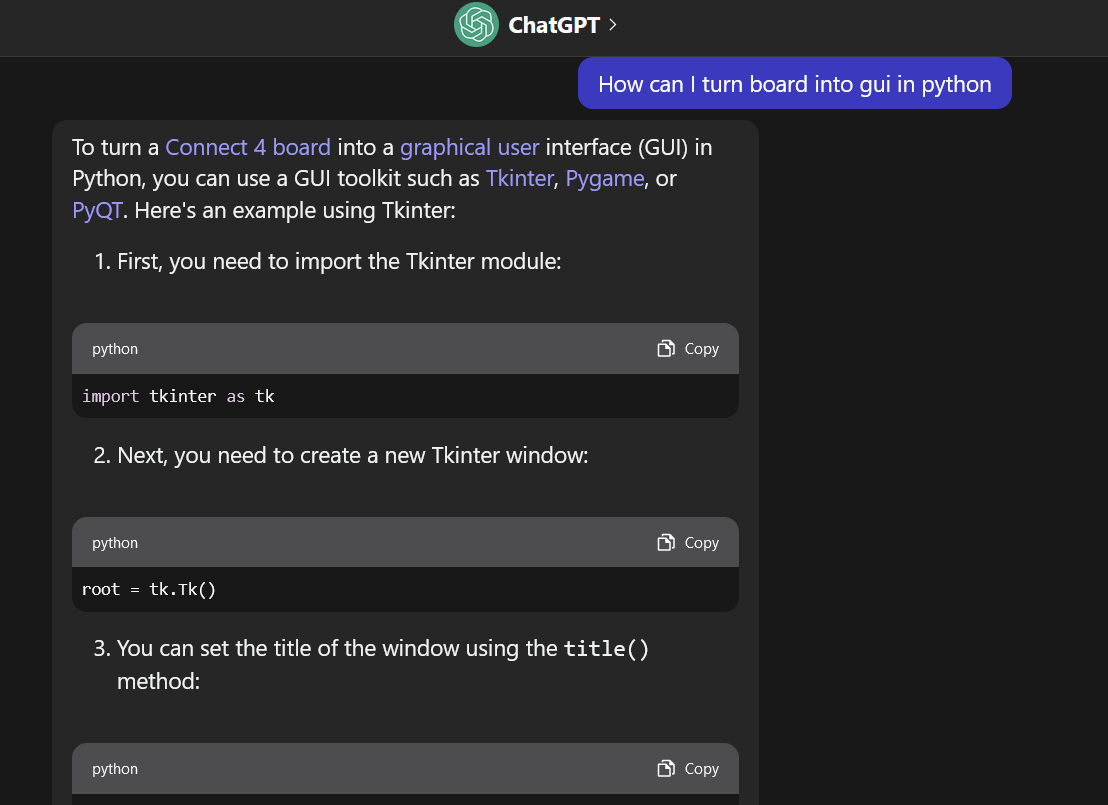 ChatGPT
How can I turn board into gui in python
To turn a Connect 4 board into a graphical user interface (GUI) in
Python, you can use a GUI toolkit such as Tkinter, Pygame, or
PyQT. Here's an example using Tkinter:
1. First, you need to import the Tkinter module:
python Copy
import tkinter as tk
2. Next, you need to create a new Tkinter window:
python Copy
root = tk.Tk()
3. You can set the title of the window using the title()
method:
python Copy